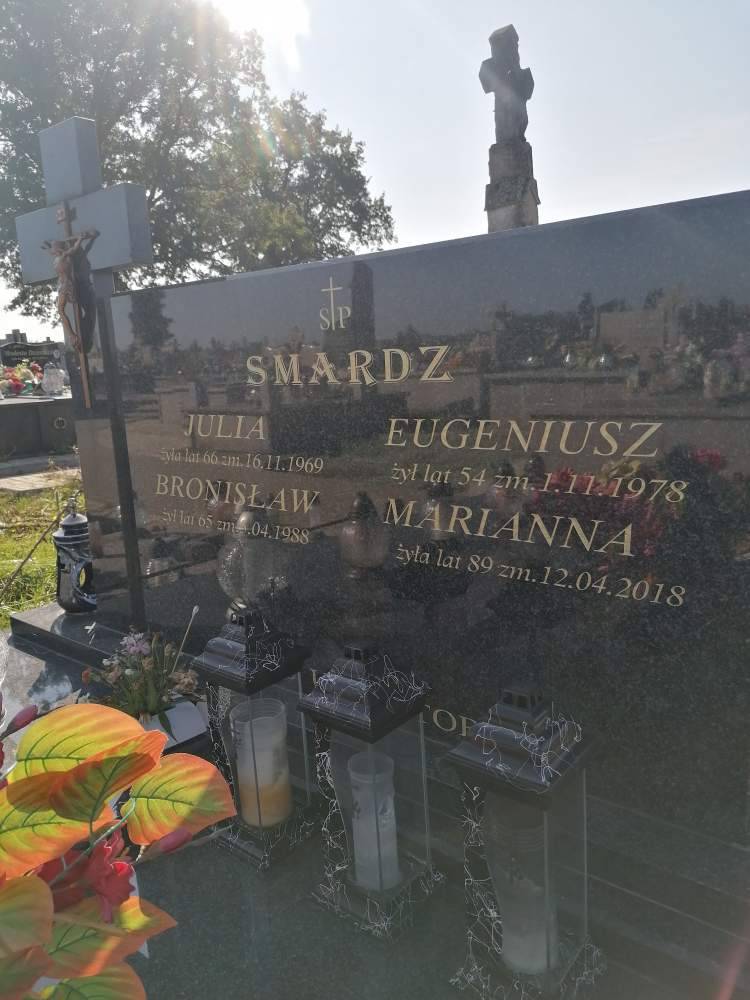 ŚP
SMARDZ
JULIA
żyła lat 66 zm.16.11.1969
BRONISŁAW
żył lat 65 zm. .04.1988
EUGENIUSZ
żył lat 54 zm.1.11.1978
MARIANNA
żyła lat 89 zm.12.04.2018